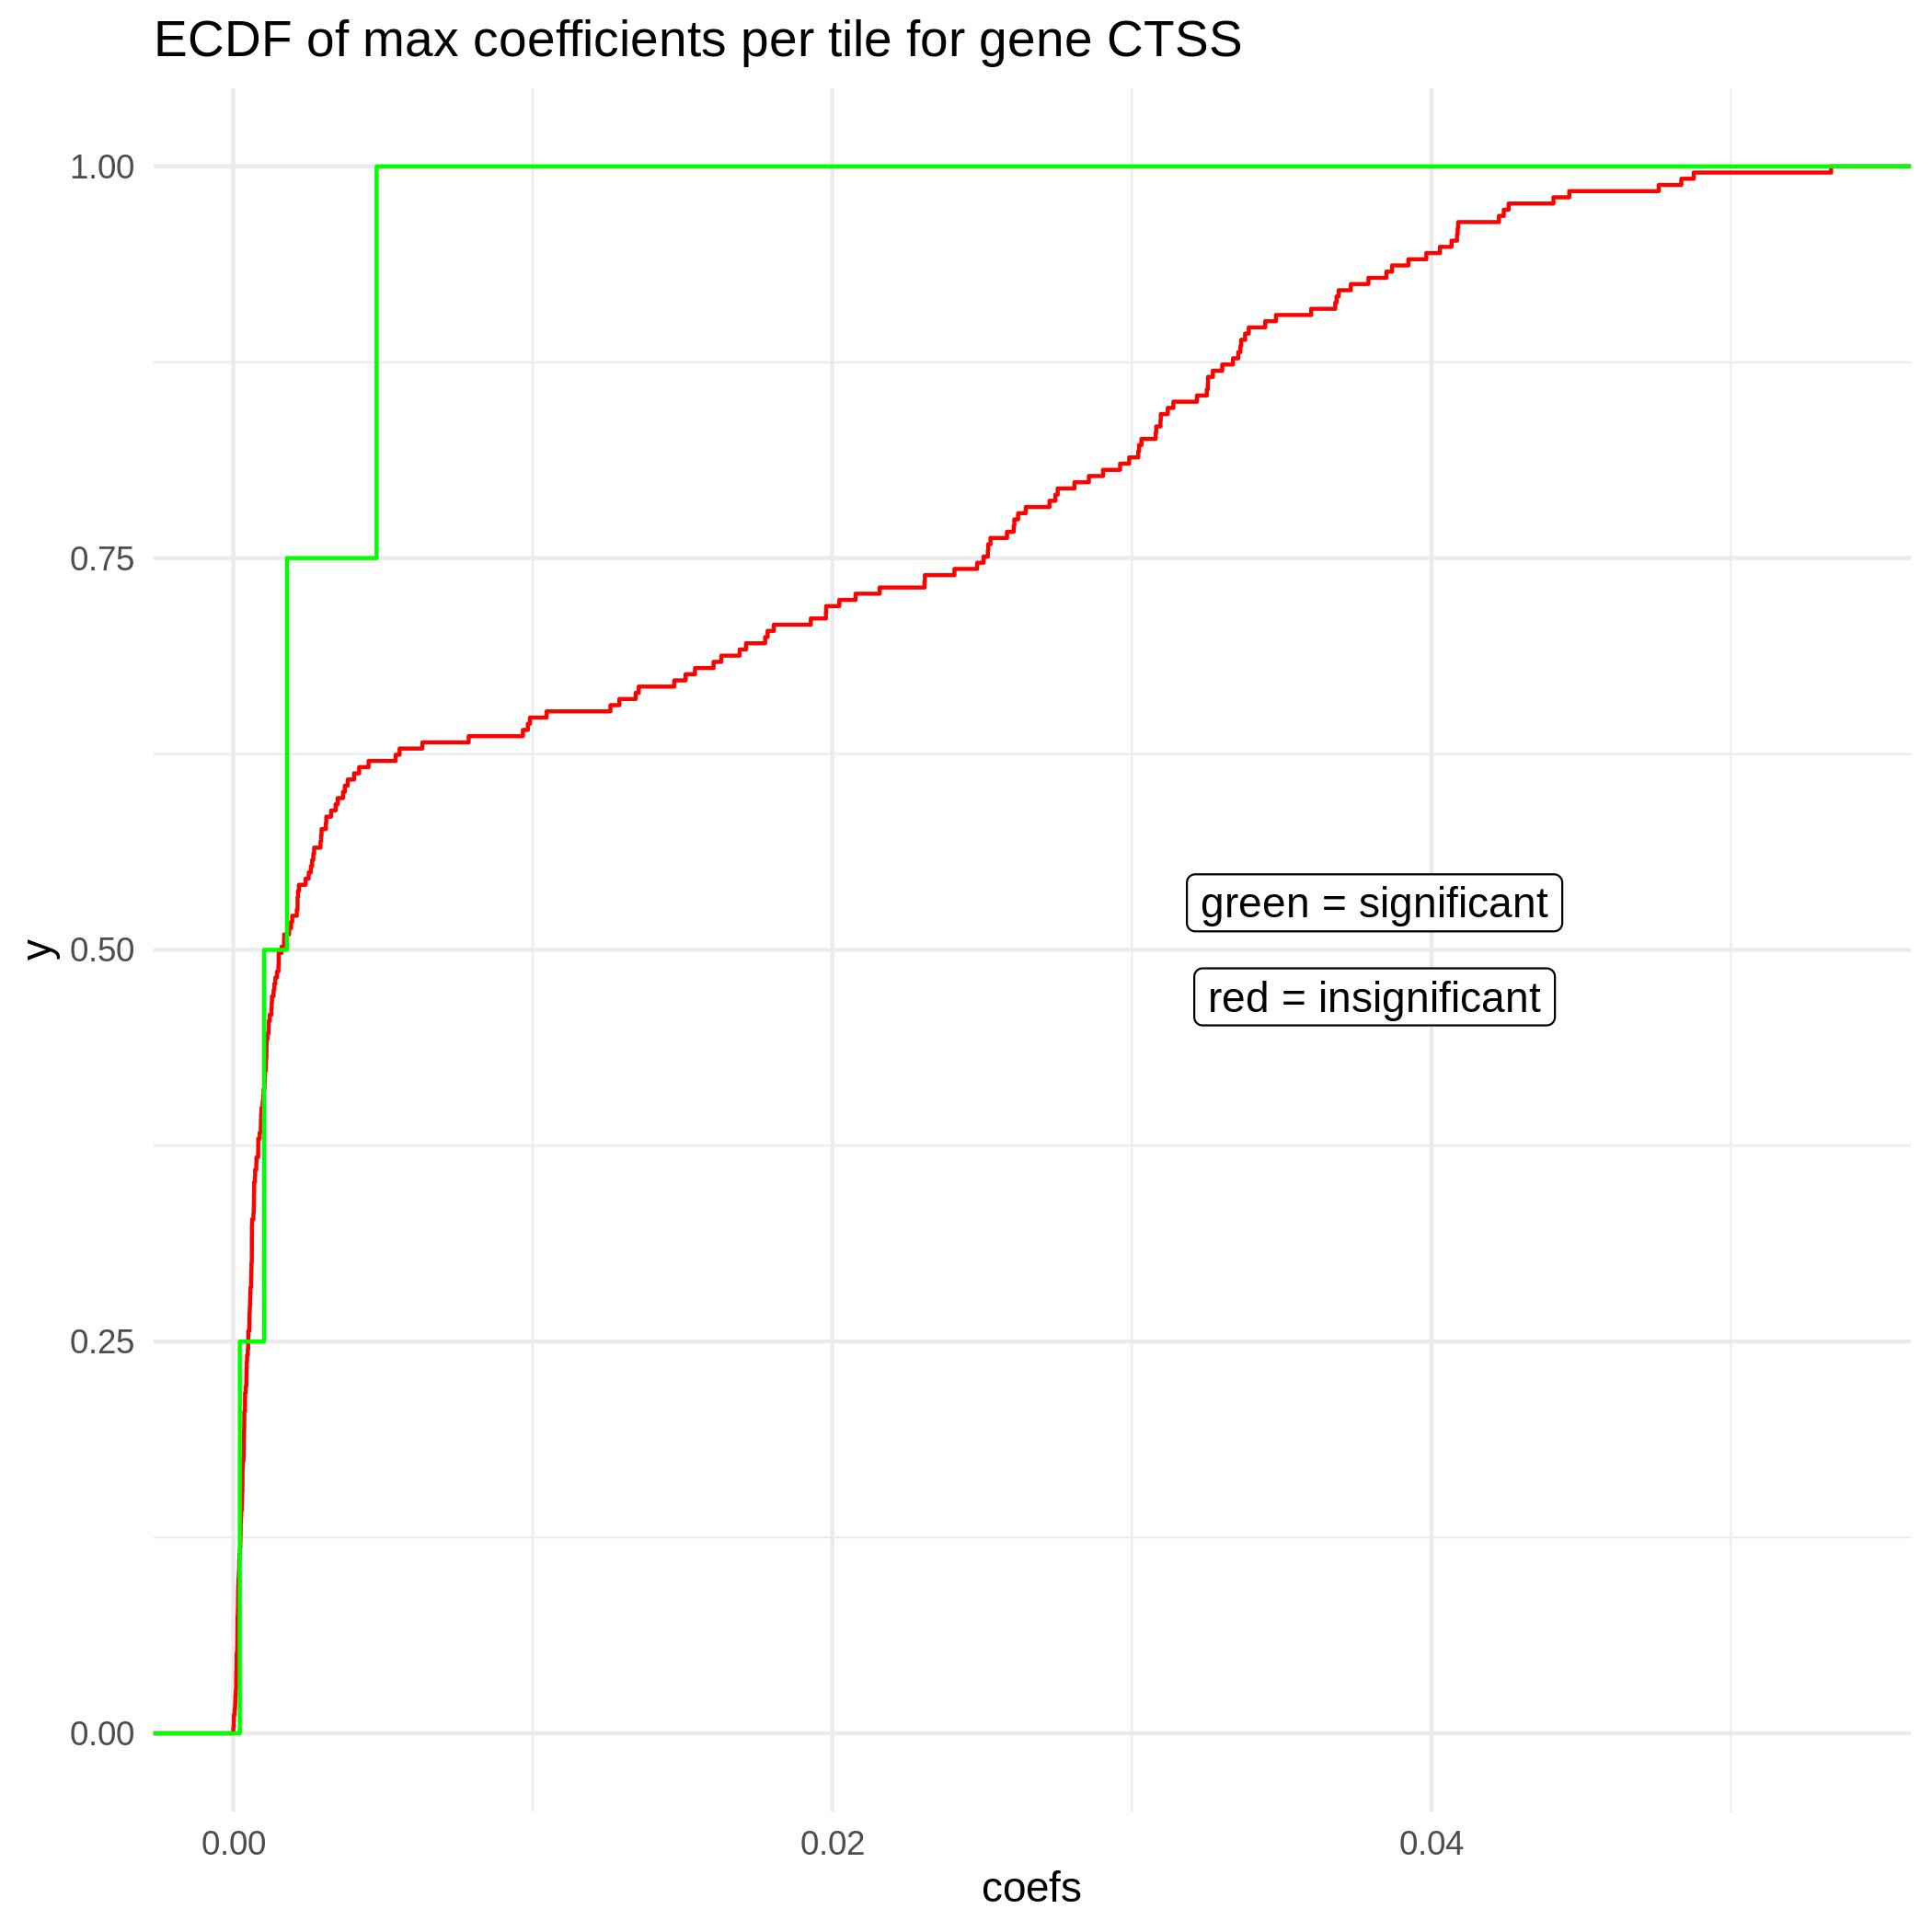 ECDF of max coefficients per tile for gene CTSS
1.00
0.75
0.50
0.25
0.00
y
green = significant
red = insignificant
0.00
0.02
0.04
coefs